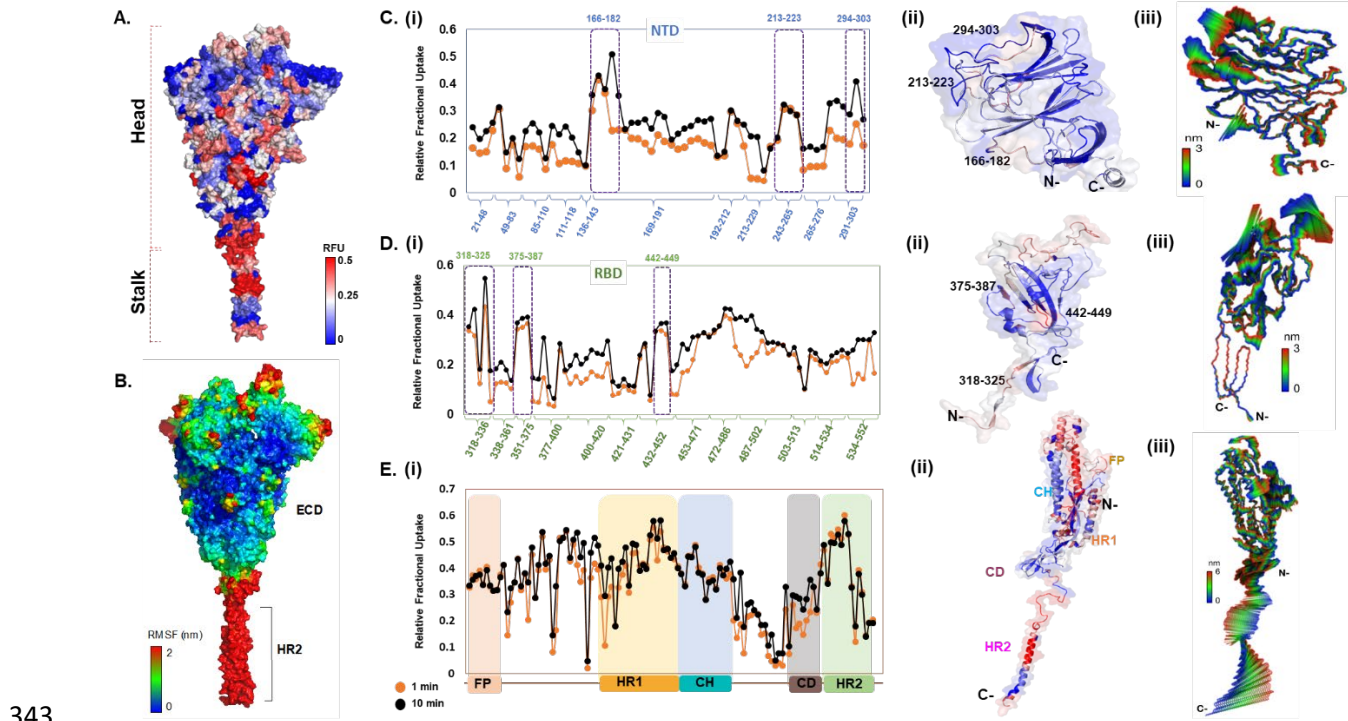 A.
Head
Stalk
RFU
0.5
0.25
0
B.
ECD
RMSF (nm)
2
0
HR2
C. (i)
166-182
213-223
294-303
NTD
Relative Fractional Uptake
0.6
0.5
0.4
0.3
0.2
0.1
0
21-48
49-83
85-110
111-118
136-143
169-191
192-212
213-229
243-265
265-276
291-303
(ii)
294-303
213-223
166-182
N-
C-
(iii)
N-
nm
3
0
C-
D. (i)
318-325
375-387
442-449
RBD
Relative Fractional Uptake
0.6
0.4
0.2
0
318-336
338-361
351-375
377-400
400-420
421-431
432-452
453-471
472-486
487-502
503-513
514-534
534-552
(ii)
375-387
442-449
C-
318-325
N-
(iii)
nm
3
0
C-
N-
E. (i)
Relative Fractional Uptake
0.7
0.6
0.5
0.4
0.3
0.2
0.1
0
FP
HR1
CH
CD
HR2
1 min
10 min
(ii)
FP
CH
N-
HR1
CD
HR2
C-
(iii)
nm
6
0
N-
C-
343